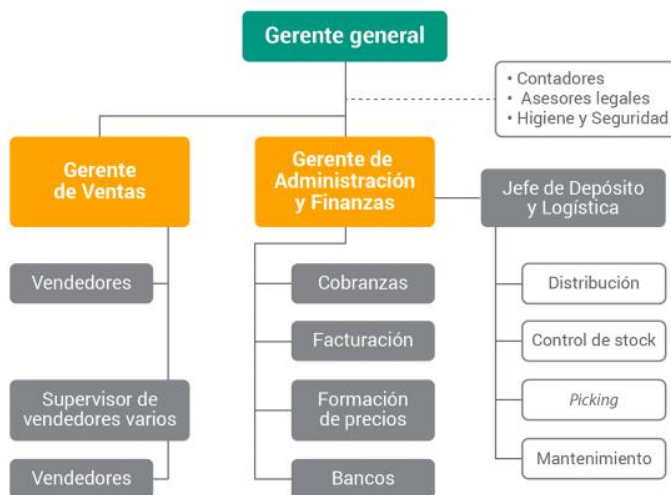 Gerente general
• Contadores
• Asesores legales
• Higiene y Seguridad
Gerente
de Ventas
Gerente de
Administración
y Finanzas
Jefe de Depósito
y Logística
Vendedores
Supervisor de
vendedores varios
Vendedores
Cobranzas
Facturación
Formación
de precios
Bancos
Distribución
Control de stock
Picking
Mantenimiento